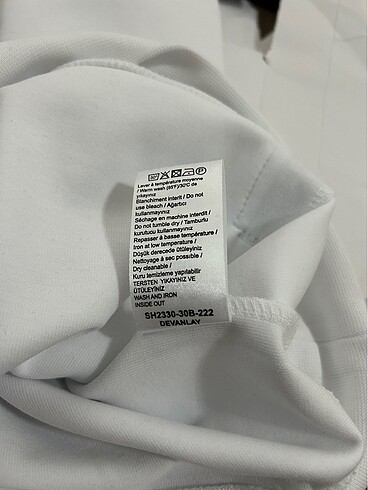 Laver à température moyenne
/ Warm wash (85°F)/30°C de
yıkayınız
Blanchiment interit / Do not
use bleach / Ağartıcı
kullanmayınız
Séchage en machine interdit /
Do not tumble dry / Tamburlu
kurutucu kullanmayınız
Repasser à basse température /
Iron at low temperature /
Düşük derecede ütüleyiniz
Nettoyage à sec possible /
Dry cleanable /
Kuru temizleme yapılabilir
TERSTEN YIKAYINIZ VE
ÜTÜLEYİNİZ
WASH AND IRON
INSIDE OUT
SH2330-30B-222
DEVANLAY